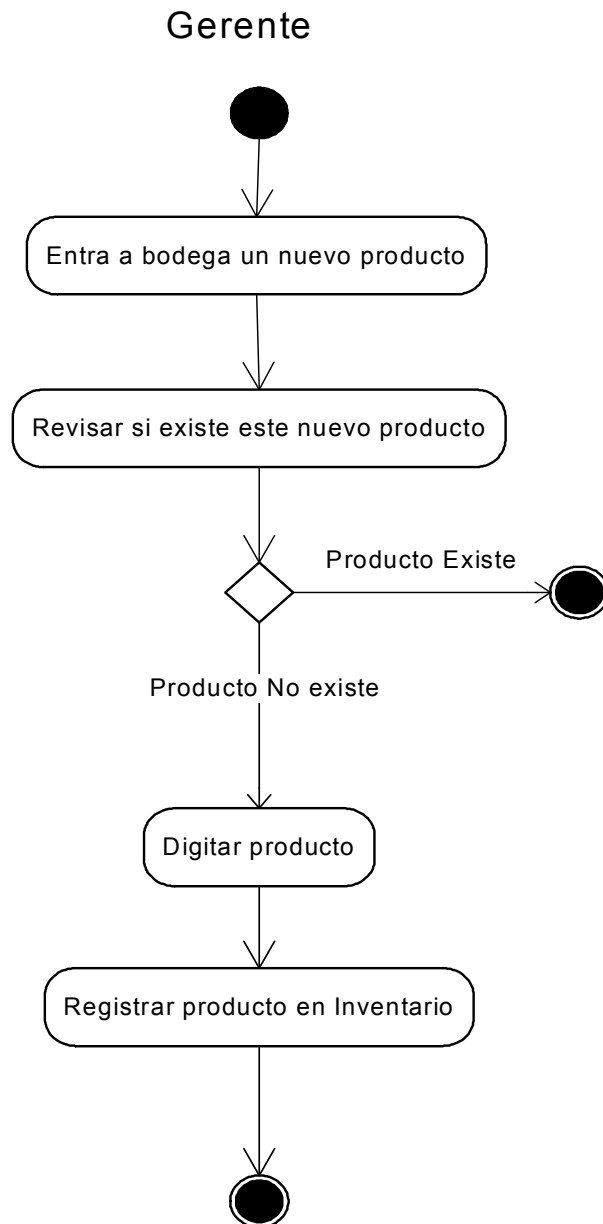 Gerente
Entra a bodega un nuevo producto
Revisar si existe este nuevo producto
Producto Existe
Producto No existe
Digitar producto
Registrar producto en Inventario